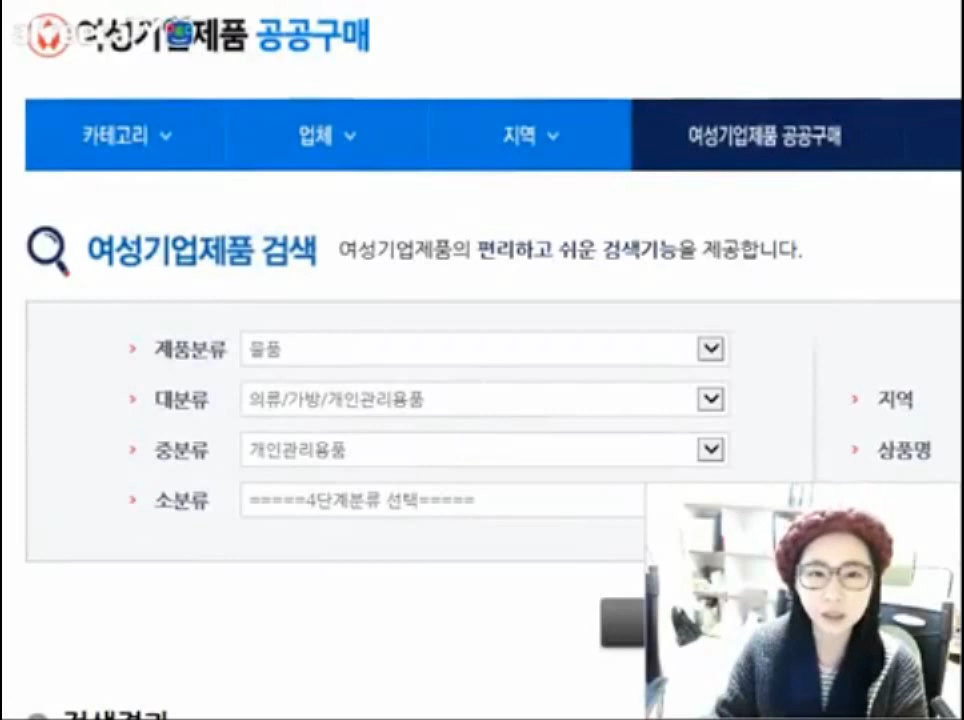 여성기업제품 공공구매
카테고리 업체 지역 여성기업제품 공공구매
여성기업제품 검색 여성기업제품의 편리하고 쉬운 검색기능을 제공합니다.
제품분류 물품
대분류 의류/가방/개인관리용품 지역
중분류 개인관리용품 상품명
소분류 =====4단계분류 선택=====
검색결과